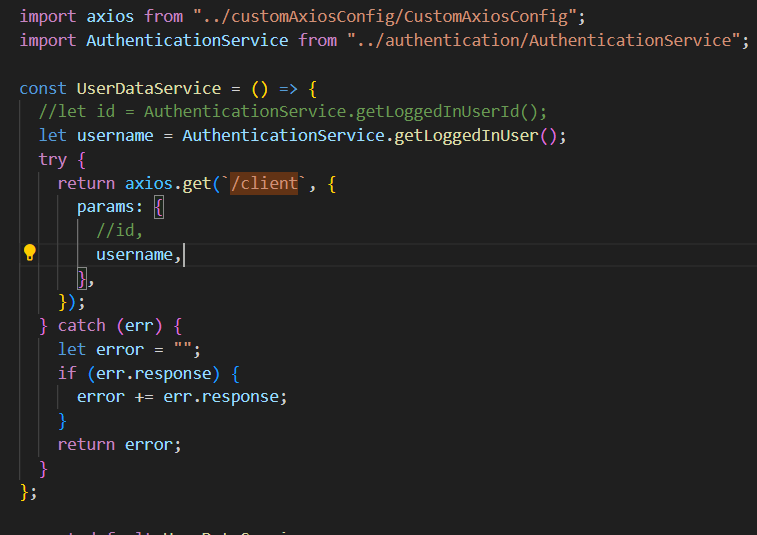 import axios from "../customAxiosConfig/CustomAxiosConfig";
import AuthenticationService from "../authentication/AuthenticationService";
const UserDataService = () => {
//let id = AuthenticationService.getLoggedInUserId();
let username = AuthenticationService.getLoggedInUser();
try {
return axios.get(`/client`, {
params: {
//id,
username,
},
});
} catch (err) {
let error = "";
if (err.response) {
error += err.response;
}
return error;
}
};